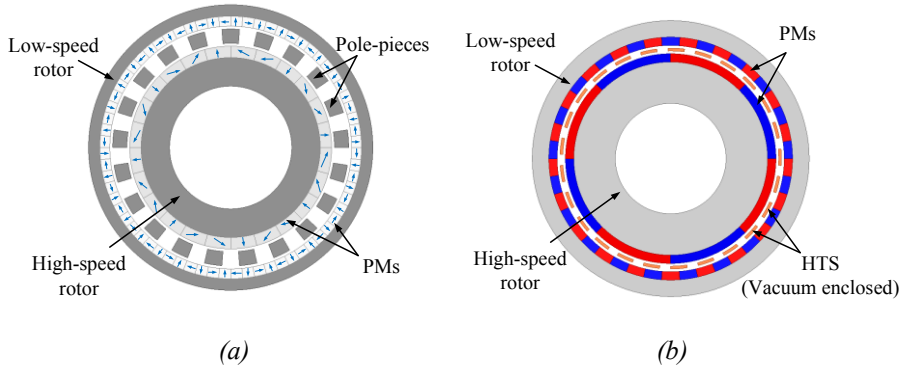 (a)
Low-speed
rotor
Pole-pieces
High-speed
rotor
PMs
(b)
Low-speed
rotor
PMs
High-speed
rotor
HTS
(Vacuum enclosed)
(a)
(b)